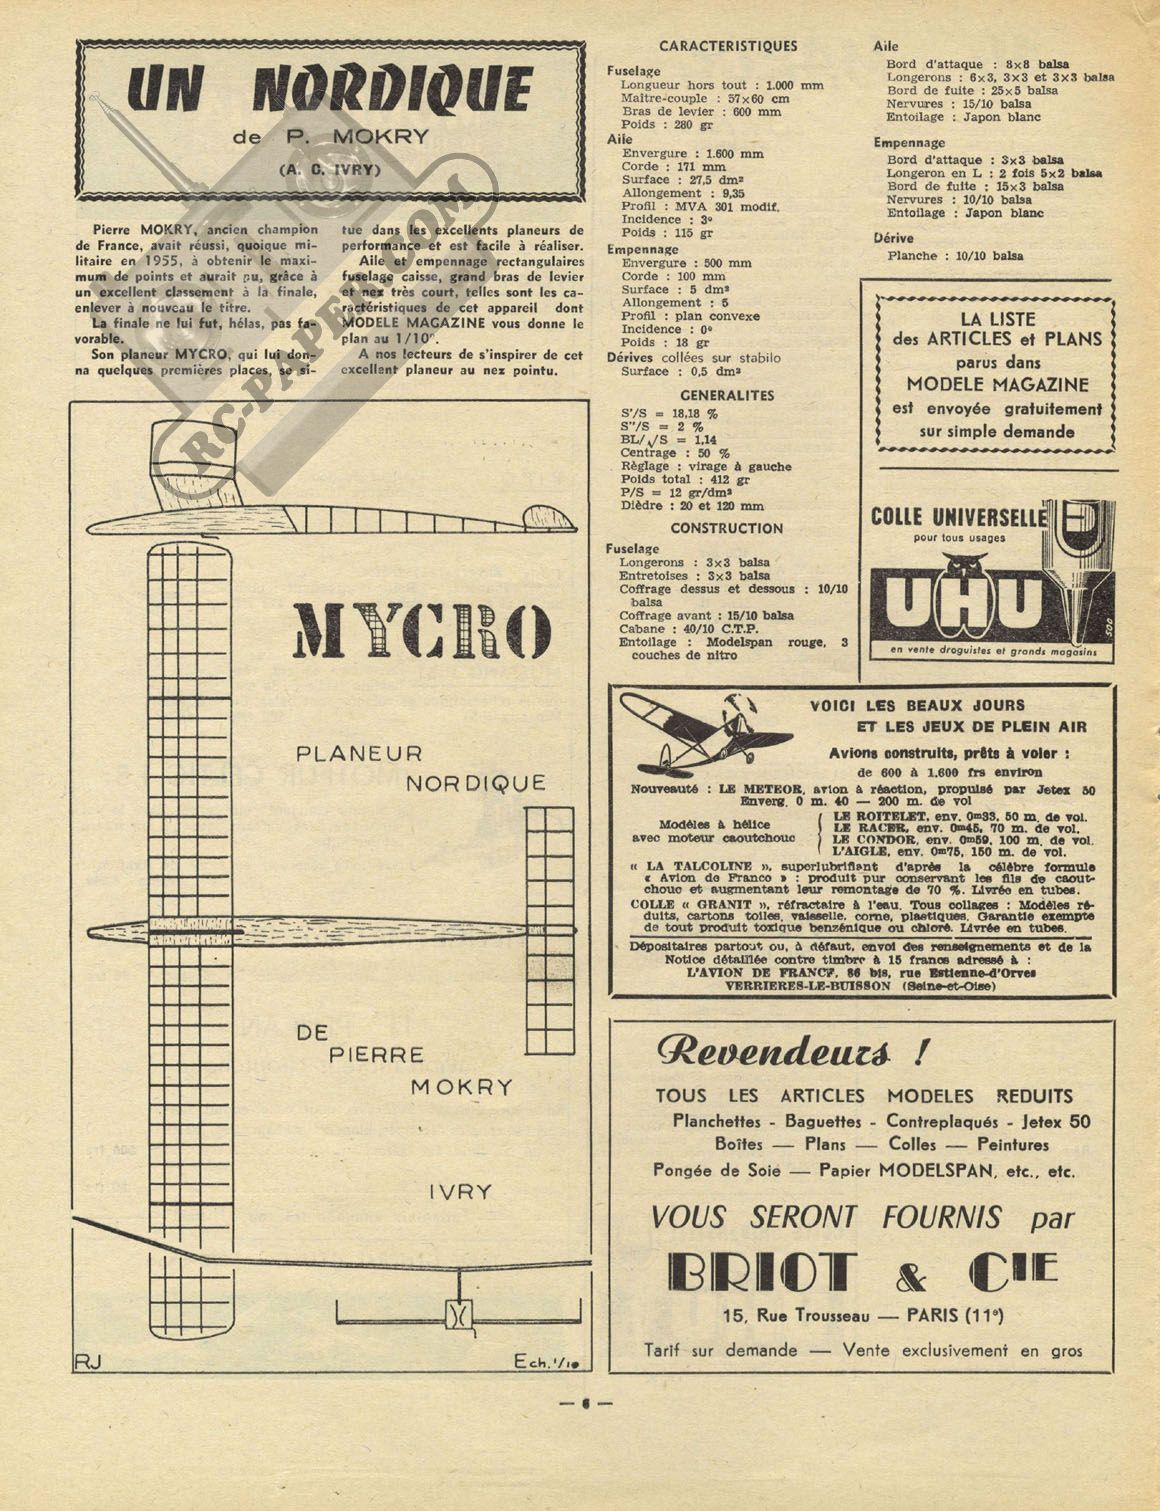 UN NORDIQUE
de P. MOKRY
(A. C. IVRY)
Pierre MOKRY, ancien champion
de France, avait réussi, quoique mi-
litaire en 1955, à obtenir le maxi-
mum de points et aurait pu, grâce à
un excellent classement à la finale,
enlever à nouveau le titre.
La finale ne lui fut, hélas, pas fa-
vorable.
Son planeur MYCRO, qui lui don-
na quelques premières places, se si-
tue dans les excellents planeurs de
performance et est facile à réaliser.
Aile et empennage rectangulaires
fuselage caisse, grand bras de levier
et nez très court, telles sont les ca-
ractéristiques de cet appareil dont
MODELE MAGAZINE vous donne le
plan au 1/10e.
A nos lecteurs de s'inspirer de cet
excellent planeur au nez pointu.
RC-PAPER.COM
MYCRO
PLANEUR
NORDIQUE
DE
PIERRE
MOKRY
IVRY
RJ
Ech. 1/10
CARACTERISTIQUES
Fuselage
Longueur hors tout : 1.000 mm
Maître-couple : 57×60 cm
Bras de levier : 600 mm
Poids : 280 gr
Aile
Envergure : 1.600 mm
Corde : 171 mm
Surface : 27,5 dm²
Allongement : 9,35
Profil : MVA 301 modif.
Incidence : 3°
Poids : 115 gr
Empennage
Envergure : 500 mm
Corde : 100 mm
Surface : 5 dm²
Allongement : 5
Profil : plan convexe
Incidence : 0°
Poids : 18 gr
Dérives collées sur stabilo
Surface : 0,5 dm²
GENERALITES
S'/S = 18,18 %
S''/S = 2 %
BL/√S = 1,14
Centrage : 50 %
Règlage : virage à gauche
Poids total : 412 gr
P/S = 12 gr/dm²
Dièdre : 20 et 120 mm
CONSTRUCTION
Fuselage
Longerons : 3×3 balsa
Entretoises : 3×3 balsa
Coffrage dessus et dessous : 10/10
balsa
Coffrage avant : 15/10 balsa
Cabane : 40/10 C.T.P.
Entoilage : Modelspan rouge, 3
couches de nitro
Aile
Bord d'attaque : 8×8 balsa
Longerons : 6×3, 3×3 et 3×3 balsa
Bord de fuite : 25×5 balsa
Nervures : 15/10 balsa
Entoilage : Japon blanc
Empennage
Bord d'attaque : 3×3 balsa
Longeron en L : 2 fois 5×2 balsa
Bord de fuite : 15×3 balsa
Nervures : 10/10 balsa
Entoilage : Japon blanc
Dérive
Planche : 10/10 balsa
LA LISTE
des ARTICLES et PLANS
parus dans
MODELE MAGAZINE
est envoyée gratuitement
sur simple demande
COLLE UNIVERSELLE
pour tous usages
UHU
500
en vente droguistes et grands magasins
VOICI LES BEAUX JOURS
ET LES JEUX DE PLEIN AIR
Avions construits, prêts à voler :
de 600 à 1.600 frs environ
Nouveauté : LE METEOR, avion à réaction, propulsé par Jetex 50
Enverg. 0 m. 40 — 200 m. de vol
Modèles à hélice
avec moteur caoutchouc
LE ROITELET, env. 0m33, 50 m. de vol.
LE RACER, env. 0m45, 70 m. de vol.
LE CONDOR, env. 0m59, 100 m. de vol.
L'AIGLE, env. 0m75, 150 m. de vol.
« LA TALCOLINE », superlubrifiant d'après la célèbre formule
« Avion de France » : produit pur conservant les fils de caout-
chouc et augmentant leur remontage de 70 %. Livrée en tubes.
COLLE « GRANIT », réfractaire à l'eau. Tous collages : Modèles ré-
duits, cartons toiles, vaisselle, corne, plastiques. Garantie exempte
de tout produit toxique benzénique ou chloré. Livrée en tubes.
Dépositaires partout ou, à défaut, envoi des renseignements et de la
Notice détaillée contre timbre à 15 francs adressé à :
L'AVION DE FRANCE, 86 bis, rue Estienne-d'Orves
VERRIERES-LE-BUISSON (Seine-et-Oise)
Revendeurs !
TOUS LES ARTICLES MODELES REDUITS
Planchettes - Baguettes - Contreplaqués - Jetex 50
Boîtes — Plans — Colles — Peintures
Pongée de Soie — Papier MODELSPAN, etc., etc.
VOUS SERONT FOURNIS par
BRIOT & CIE
15, Rue Trousseau — PARIS (11e)
Tarif sur demande — Vente exclusivement en gros
— 6 —